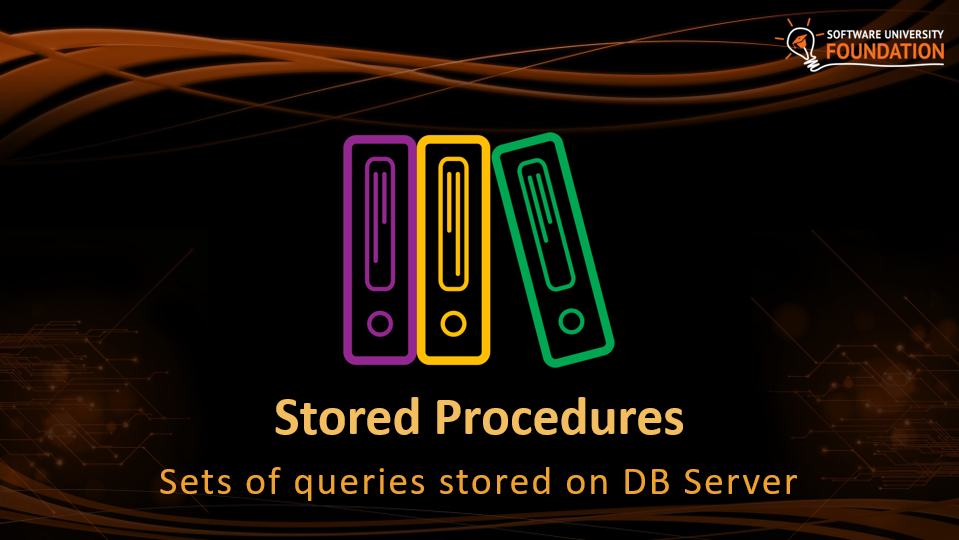 SOFTWARE UNIVERSITY
FOUNDATION
Stored Procedures
Sets of queries stored on DB Server